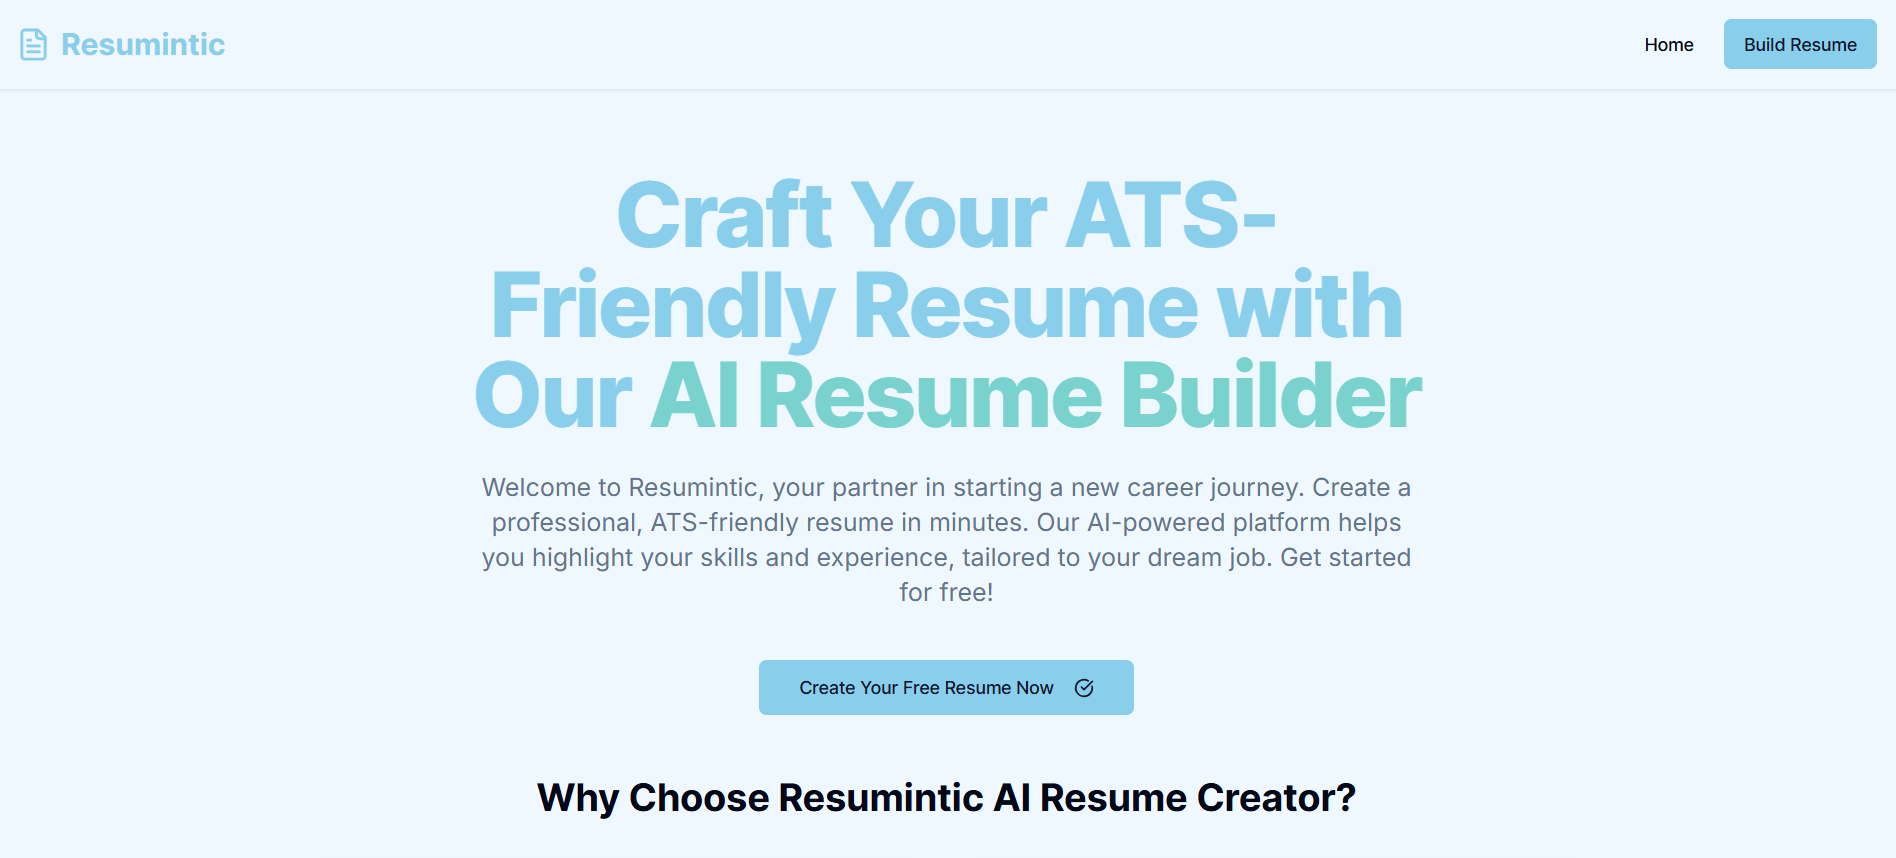 Resumintic
Home
Build Resume
Craft Your ATS-
Friendly Resume with
Our AI Resume Builder
Welcome to Resumintic, your partner in starting a new career journey. Create a
professional, ATS-friendly resume in minutes. Our AI-powered platform helps
you highlight your skills and experience, tailored to your dream job. Get started
for free!
Create Your Free Resume Now
Why Choose Resumintic AI Resume Creator?